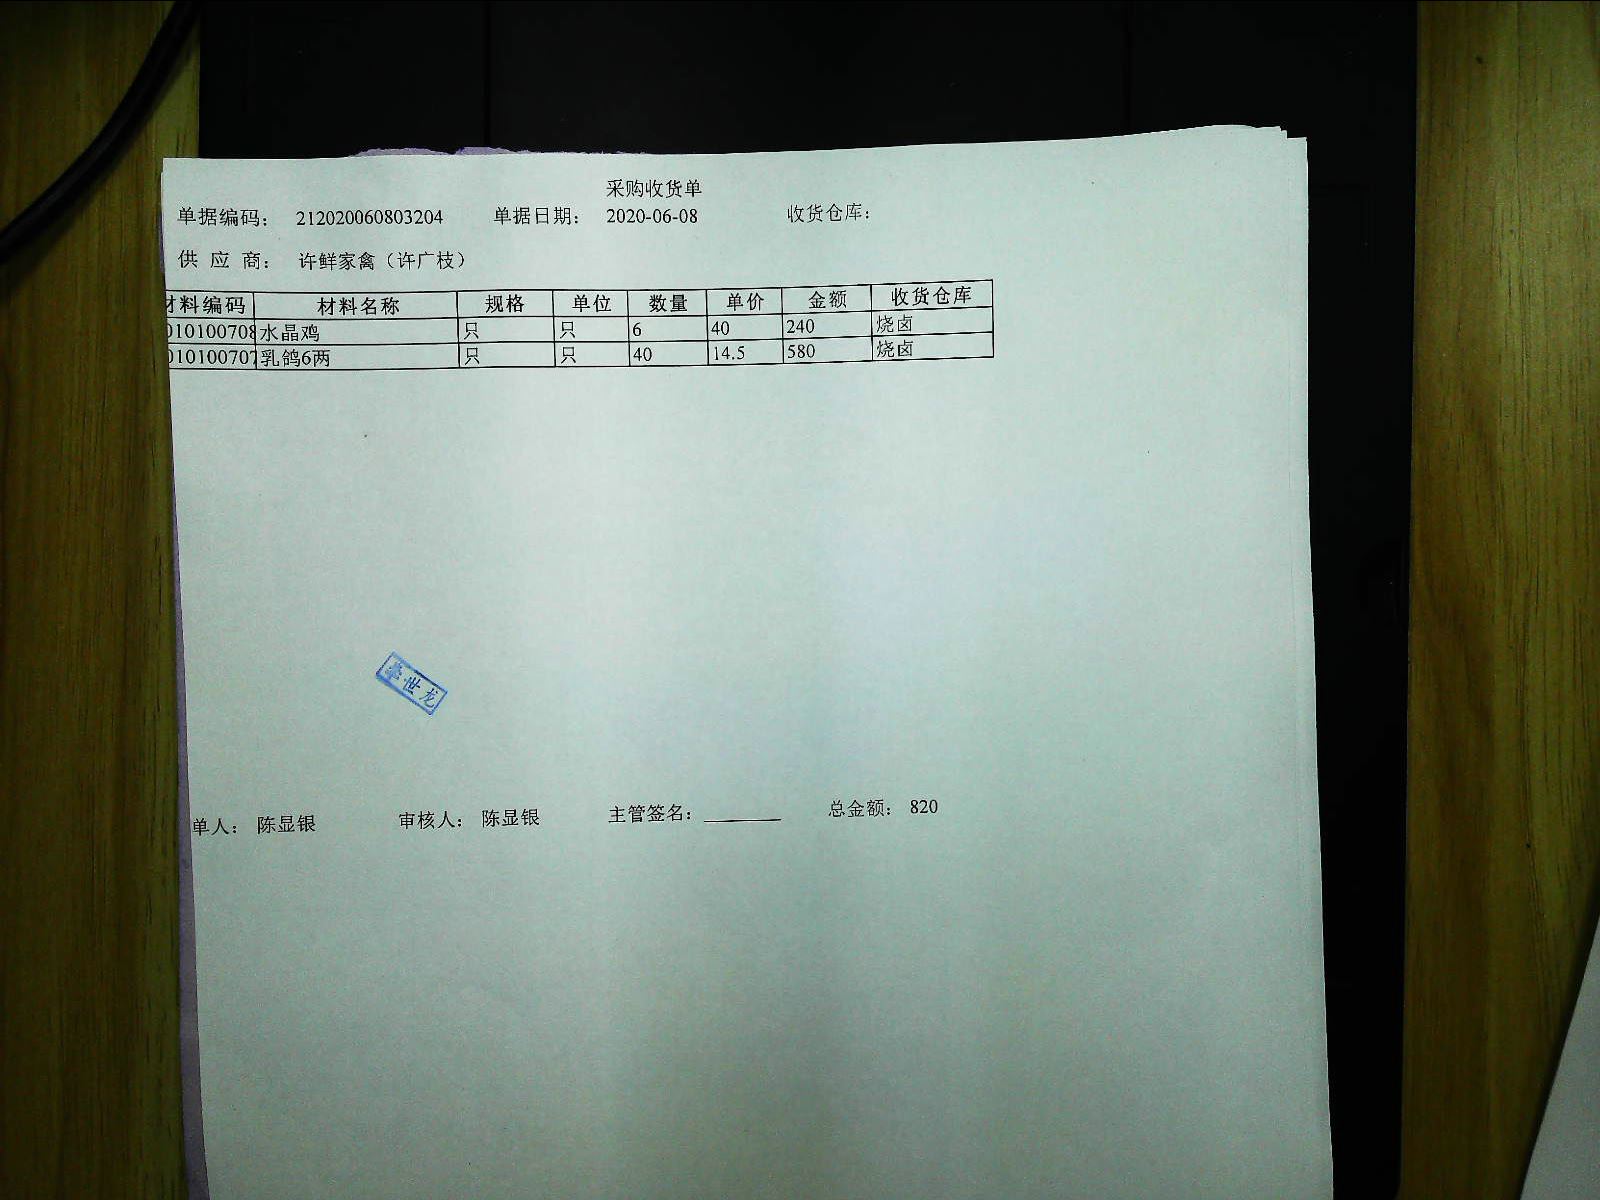 采购收货单
单据编码： 212020060803204 单据日期： 2020-06-08 收货仓库：
供 应 商： 许鲜家禽（许广枝）
材料编码 材料名称 规格 单位 数量 单价 金额 收货仓库
010100708 水晶鸡 只 只 6 40 240 烧卤
010100707 乳鸽6两 只 只 40 14.5 580 烧卤
世龙
单人： 陈显银 审核人： 陈显银 主管签名：________ 总金额： 820